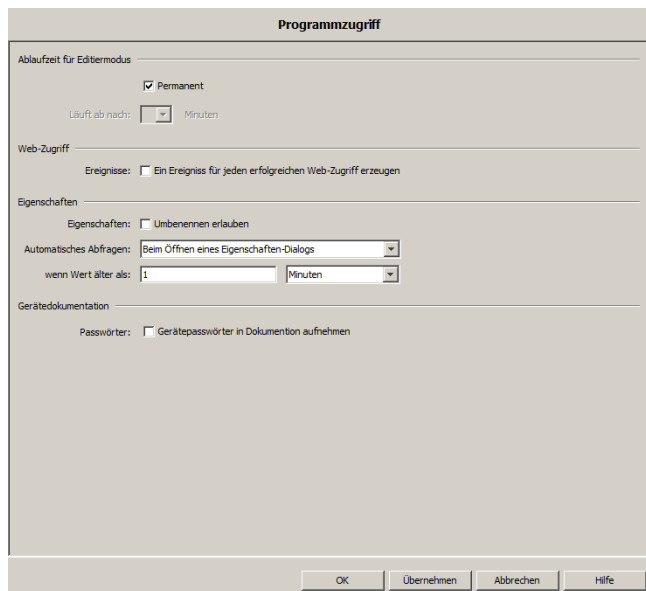 Programmzugriff
Ablaufzeit für Editiermodus
Permanent
Läuft ab nach: Minuten
Web-Zugriff
Ereignisse: Ein Ereigniss für jeden erfolgreichen Web-Zugriff erzeugen
Eigenschaften
Eigenschaften: Umbenennen erlauben
Automatisches Abfragen: Beim Öffnen eines Eigenschaften-Dialogs
wenn Wert älter als: 1 Minuten
Gerätedokumentation
Passwörter: Gerätepasswörter in Dokumention aufnehmen
OK Übernehmen Abbrechen Hilfe